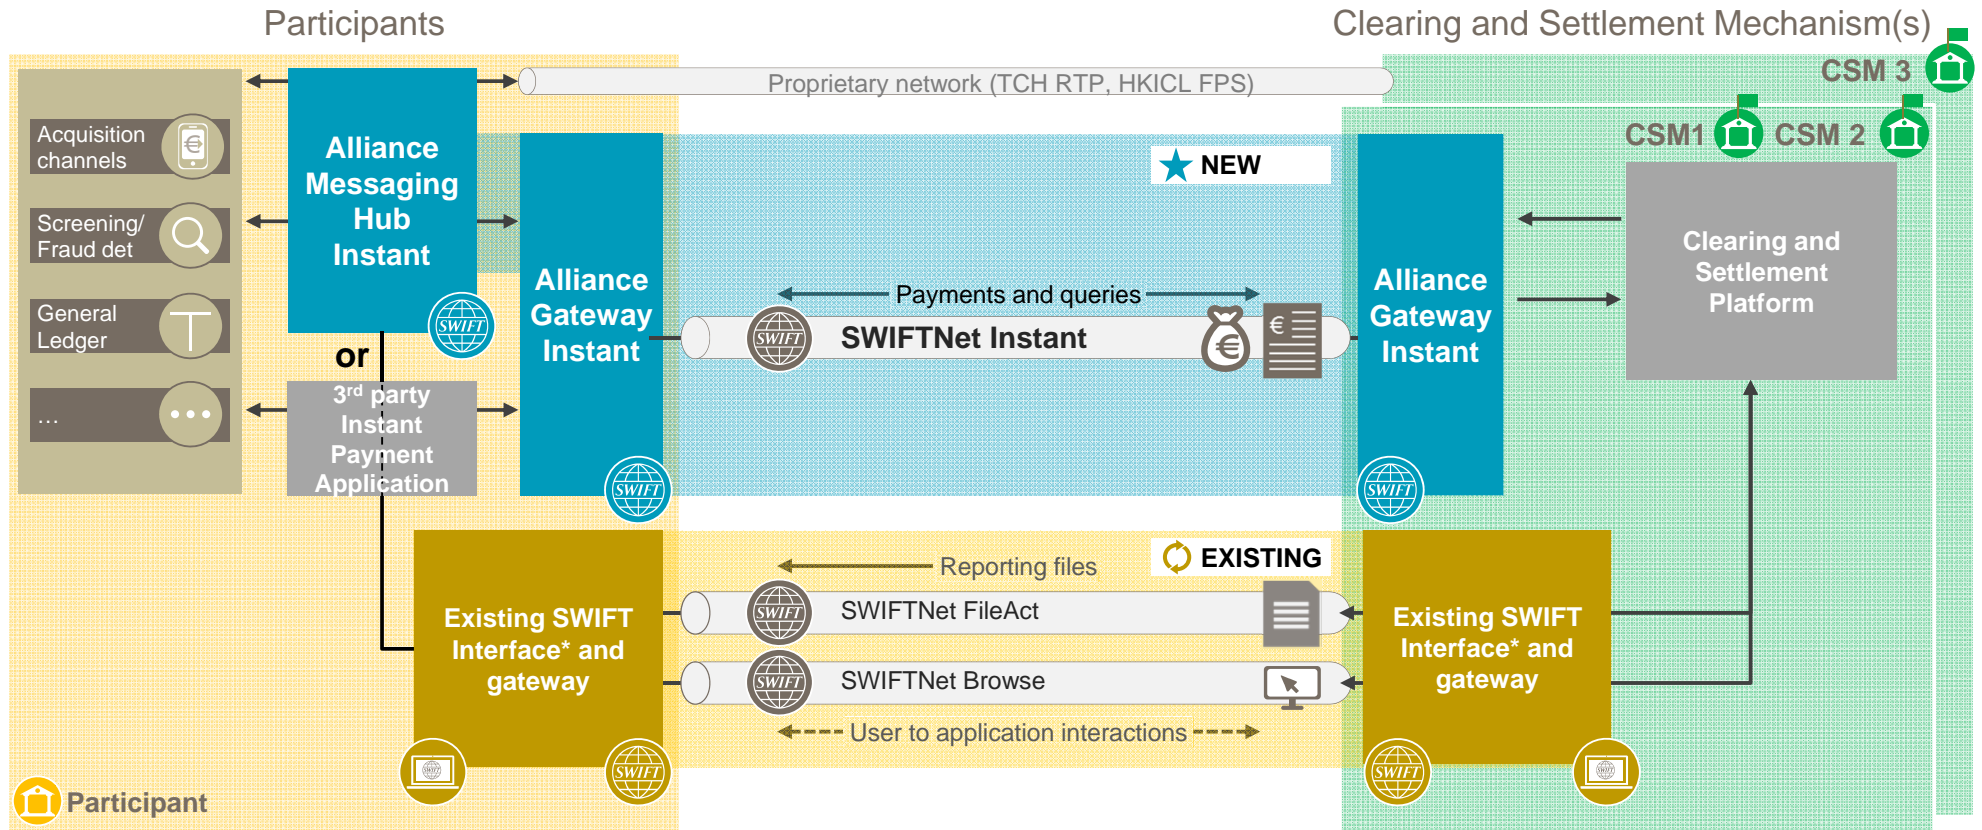 Participants
Clearing and Settlement Mechanism(s)
CSM 3
Proprietary network (TCH RTP, HKICL FPS)
CSM1
CSM 2
Acquisition
channels
Screening/
Fraud det
General
Ledger
...
Alliance
Messaging
Hub
Instant
SWIFT
or
3rd party
Instant
Payment
Application
Alliance
Gateway
Instant
SWIFT
NEW
Payments and queries
SWIFT
SWIFTNet Instant
€
€
€
Alliance
Gateway
Instant
SWIFT
Clearing and
Settlement
Platform
Existing SWIFT
Interface* and
gateway
SWIFT
EXISTING
Reporting files
SWIFT
SWIFTNet FileAct
SWIFT
SWIFTNet Browse
User to application interactions
Existing SWIFT
Interface* and
gateway
SWIFT
Participant